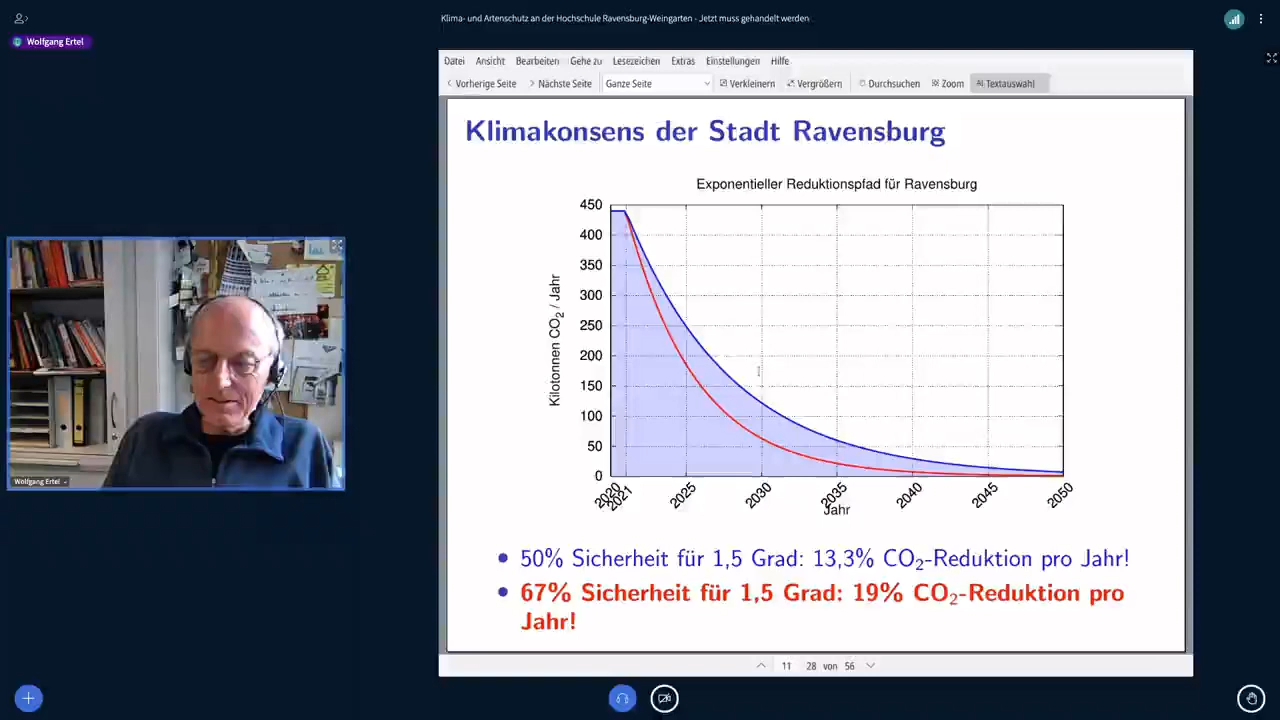 Klima- und Artenschutz an der Hochschule Ravensburg-Weingarten - Jetzt muss gehandelt werden
Wolfgang Ertel
Datei Ansicht Bearbeiten Gehe zu Lesezeichen Extras Einstellungen Hilfe
Vorherige Seite Nächste Seite Ganze Seite Verkleinern Vergrößern Durchsuchen Zoom Textauswahl
Klimakonsens der Stadt Ravensburg
Exponentieller Reduktionspfad für Ravensburg
Kilotonnen CO₂ / Jahr
450
400
350
300
250
200
150
100
50
0
2020 2021 2025 2030 2035 2040 2045 2050
Jahr
• 50% Sicherheit für 1,5 Grad: 13,3% CO₂-Reduktion pro Jahr!
• 67% Sicherheit für 1,5 Grad: 19% CO₂-Reduktion pro
Jahr!
Wolfgang Ertel
11 28 von 56